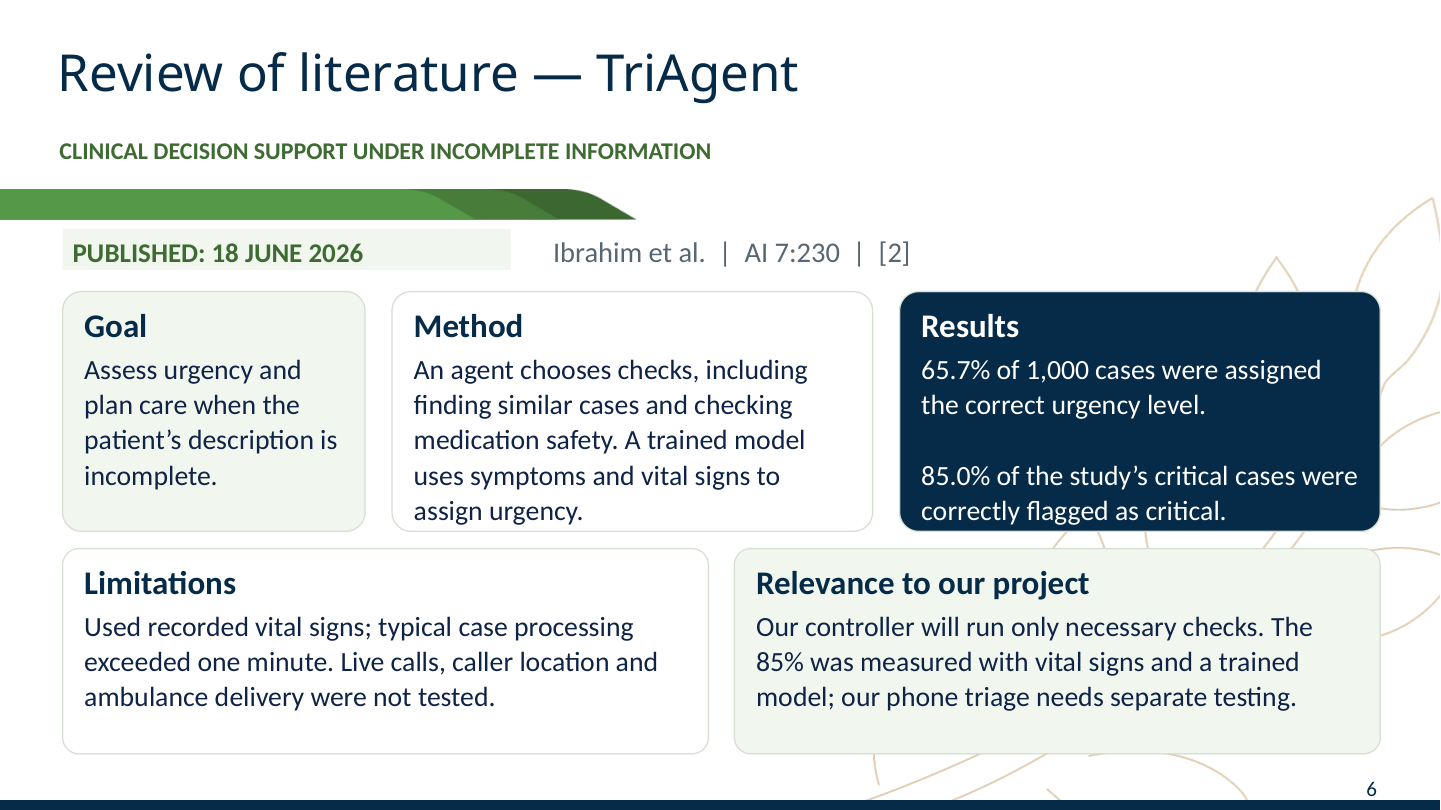 Review of literature — TriAgent
CLINICAL DECISION SUPPORT UNDER INCOMPLETE INFORMATION
PUBLISHED: 18 JUNE 2026
Ibrahim et al. | AI 7:230 | [2]
Goal
Assess urgency and
plan care when the
patient’s description is
incomplete.
Method
An agent chooses checks, including
finding similar cases and checking
medication safety. A trained model
uses symptoms and vital signs to
assign urgency.
Results
65.7% of 1,000 cases were assigned
the correct urgency level.
85.0% of the study’s critical cases were
correctly flagged as critical.
Limitations
Used recorded vital signs; typical case processing
exceeded one minute. Live calls, caller location and
ambulance delivery were not tested.
Relevance to our project
Our controller will run only necessary checks. The
85% was measured with vital signs and a trained
model; our phone triage needs separate testing.
6